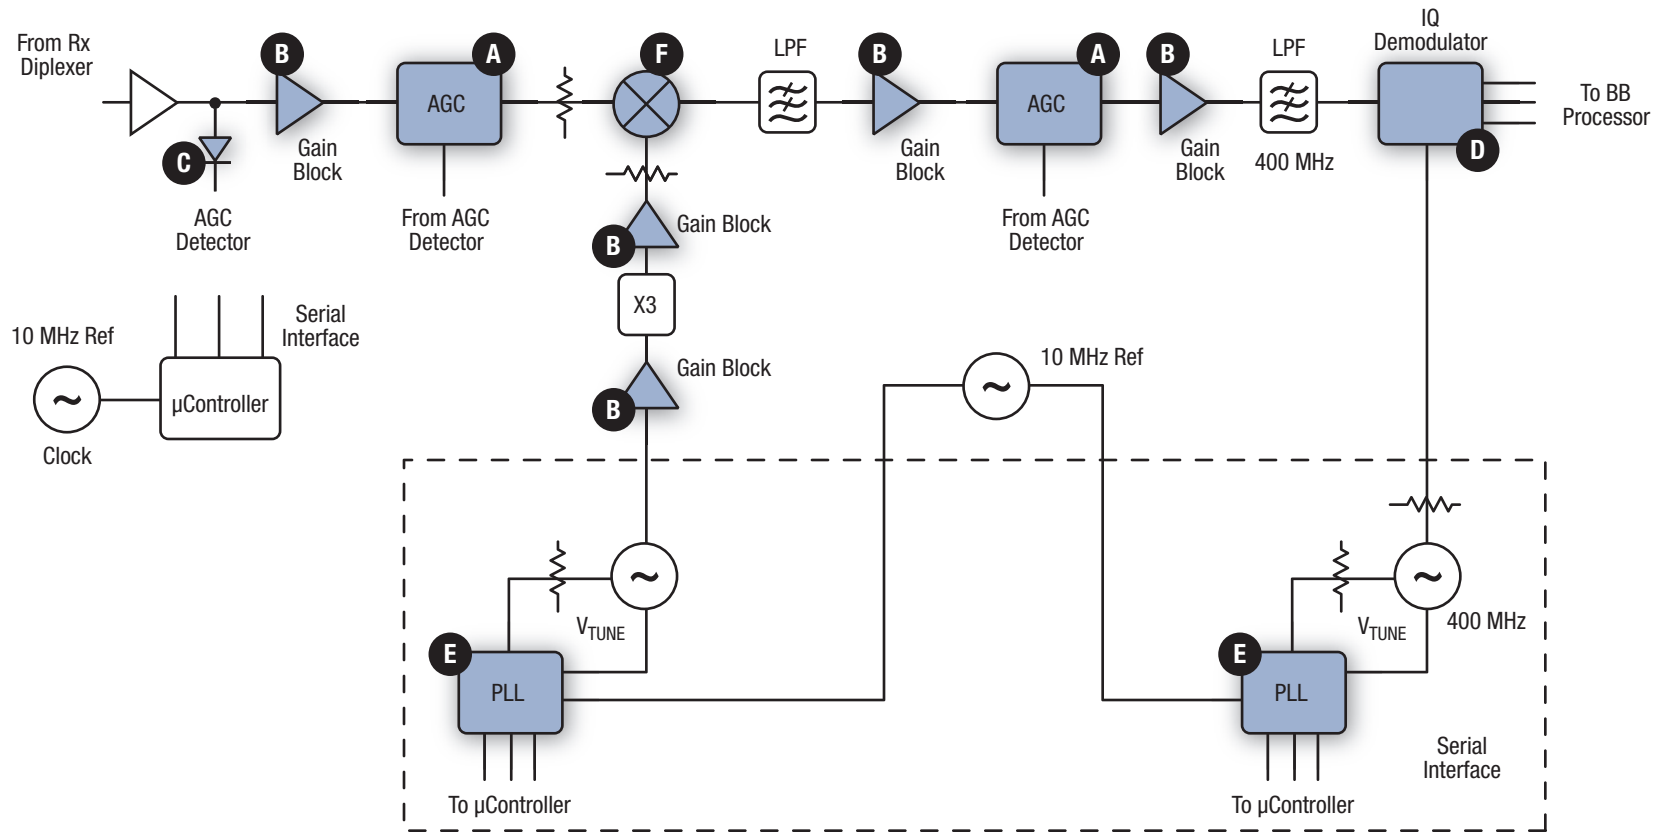 From Rx
Diplexer
B
A
F
LPF
B
A
B
LPF
IQ
Demodulator
AGC
AGC
To BB
Processor
C
Gain
Block
Gain
Block
Gain
Block
400 MHz
D
AGC
Detector
From AGC
Detector
Gain Block
B
From AGC
Detector
X3
Serial
Interface
10 MHz Ref
µController
Clock
Gain Block
B
10 MHz Ref
~
~
~
~
VTUNE
VTUNE
400 MHz
E
PLL
E
PLL
Serial
Interface
To µController
To µController